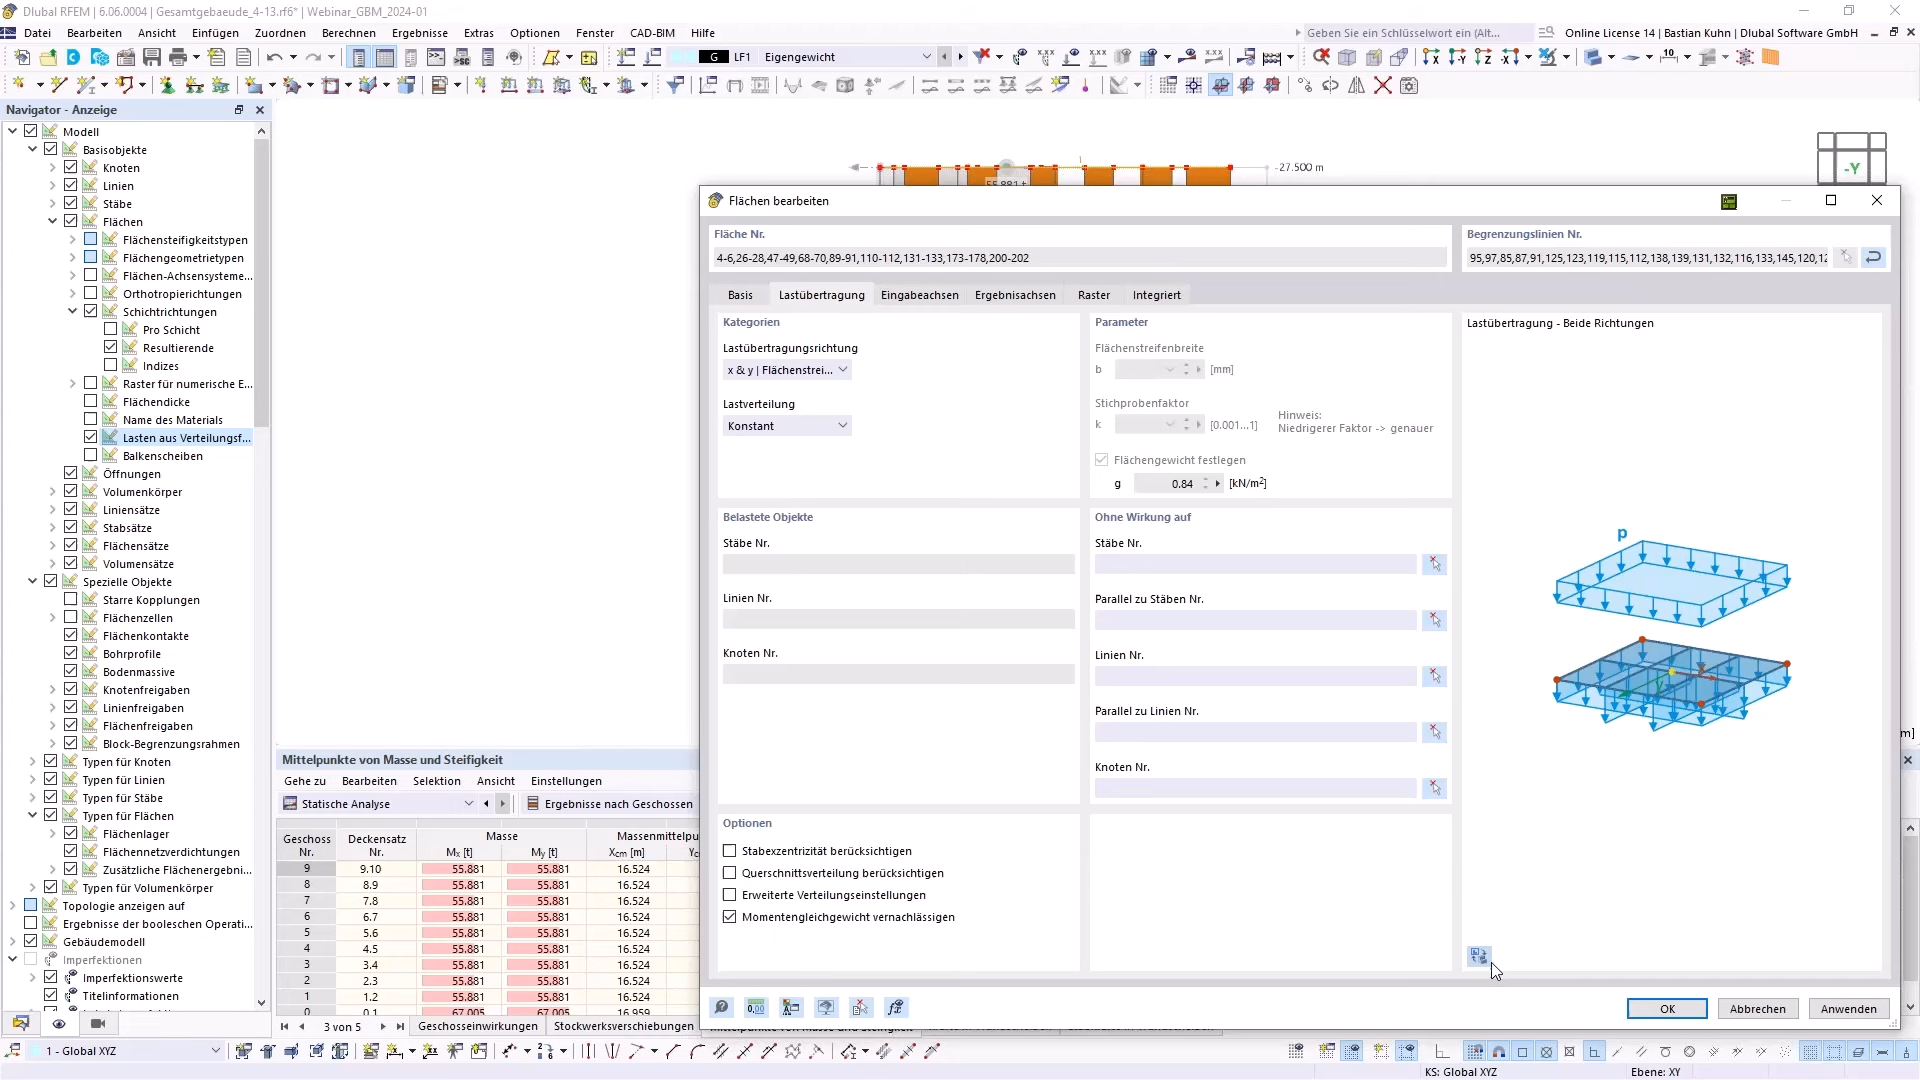 Dlubal RFEM | 6.06.0004 | Gesamtgebaeude_4-13.rf6* | Webinar_GBM_2024-01
Datei Bearbeiten Ansicht Einfügen Zuordnen Berechnen Ergebnisse Extras Optionen Fenster CAD-BIM Hilfe
Geben Sie ein Schlüsselwort ein (Alt...
Online License 14 | Bastian Kuhn | Dlubal Software GmbH
G LF1 Eigengewicht
Navigator - Anzeige
Modell
Basisobjekte
Knoten
Linien
Stäbe
Flächen
Flächensteifigkeitstypen
Flächengeometrietypen
Flächen-Achsensysteme...
Orthotropierichtungen
Schichtrichtungen
Pro Schicht
Resultierende
Indizes
Raster für numerische E...
Flächendicke
Name des Materials
Lasten aus Verteilungsf...
Balkenscheiben
Öffnungen
Volumenkörper
Liniensätze
Stabsätze
Flächensätze
Volumensätze
Spezielle Objekte
Starre Kopplungen
Flächenzellen
Flächenkontakte
Bohrprofile
Bodenmassive
Knotenfreigaben
Linienfreigaben
Flächenfreigaben
Block-Begrenzungsrahmen
Typen für Knoten
Typen für Linien
Typen für Stäbe
Typen für Flächen
Flächenlager
Flächennetzverdichtungen
Zusätzliche Flächenergebni...
Typen für Volumenkörper
Topologie anzeigen auf
Ergebnisse der booleschen Operati...
Gebäudemodell
Imperfektionen
Imperfektionswerte
Titelinformationen
-27.500 m
-Y
Flächen bearbeiten
Fläche Nr.
4-6,26-28,47-49,68-70,89-91,110-112,131-133,173-178,200-202
Begrenzungslinien Nr.
95,97,85,87,91,125,123,119,115,112,138,139,131,132,116,133,145,120,12
Basis Lastübertragung Eingabeachsen Ergebnisachsen Raster Integriert
Kategorien
Lastübertragungsrichtung
x & y | Flächenstrei...
Lastverteilung
Konstant
Parameter
Flächenstreifenbreite
b [mm]
Stichprobenfaktor
k [0.001...1]
Hinweis:
Niedrigerer Faktor -> genauer
Flächengewicht festlegen
g 0.84 [kN/m²]
Lastübertragung - Beide Richtungen
p
x
y
Belastete Objekte
Stäbe Nr.
Linien Nr.
Knoten Nr.
Ohne Wirkung auf
Stäbe Nr.
Parallel zu Stäben Nr.
Linien Nr.
Parallel zu Linien Nr.
Knoten Nr.
Optionen
Stabexzentrizität berücksichtigen
Querschnittsverteilung berücksichtigen
Erweiterte Verteilungseinstellungen
Momentengleichgewicht vernachlässigen
OK Abbrechen Anwenden
m]
Mittelpunkte von Masse und Steifigkeit
Gehe zu Bearbeiten Selektion Ansicht Einstellungen
Statische Analyse Ergebnisse nach Geschossen
Geschoss Deckensatz Masse Massenmittelpu
Nr. Nr. Mx [t] My [t] Xcm [m]
9 9.10 55.881 55.881 16.524
8 8.9 55.881 55.881 16.524
7 7.8 55.881 55.881 16.524
6 6.7 55.881 55.881 16.524
5 5.6 55.881 55.881 16.524
4 4.5 55.881 55.881 16.524
3 3.4 55.881 55.881 16.524
2 2.3 55.881 55.881 16.524
1 1.2 55.881 55.881 16.524
0 0.1 67.005 67.005 16.959
3 von 5 Geschosseinwirkungen Stockwerksverschiebungen
1 - Global XYZ
KS: Global XYZ Ebene: XY